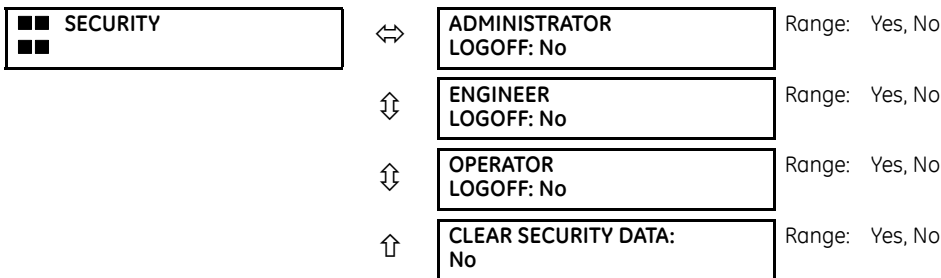 SECURITY
ADMINISTRATOR
LOGOFF: No
Range: Yes, No
ENGINEER
LOGOFF: No
Range: Yes, No
OPERATOR
LOGOFF: No
Range: Yes, No
CLEAR SECURITY DATA:
No
Range: Yes, No